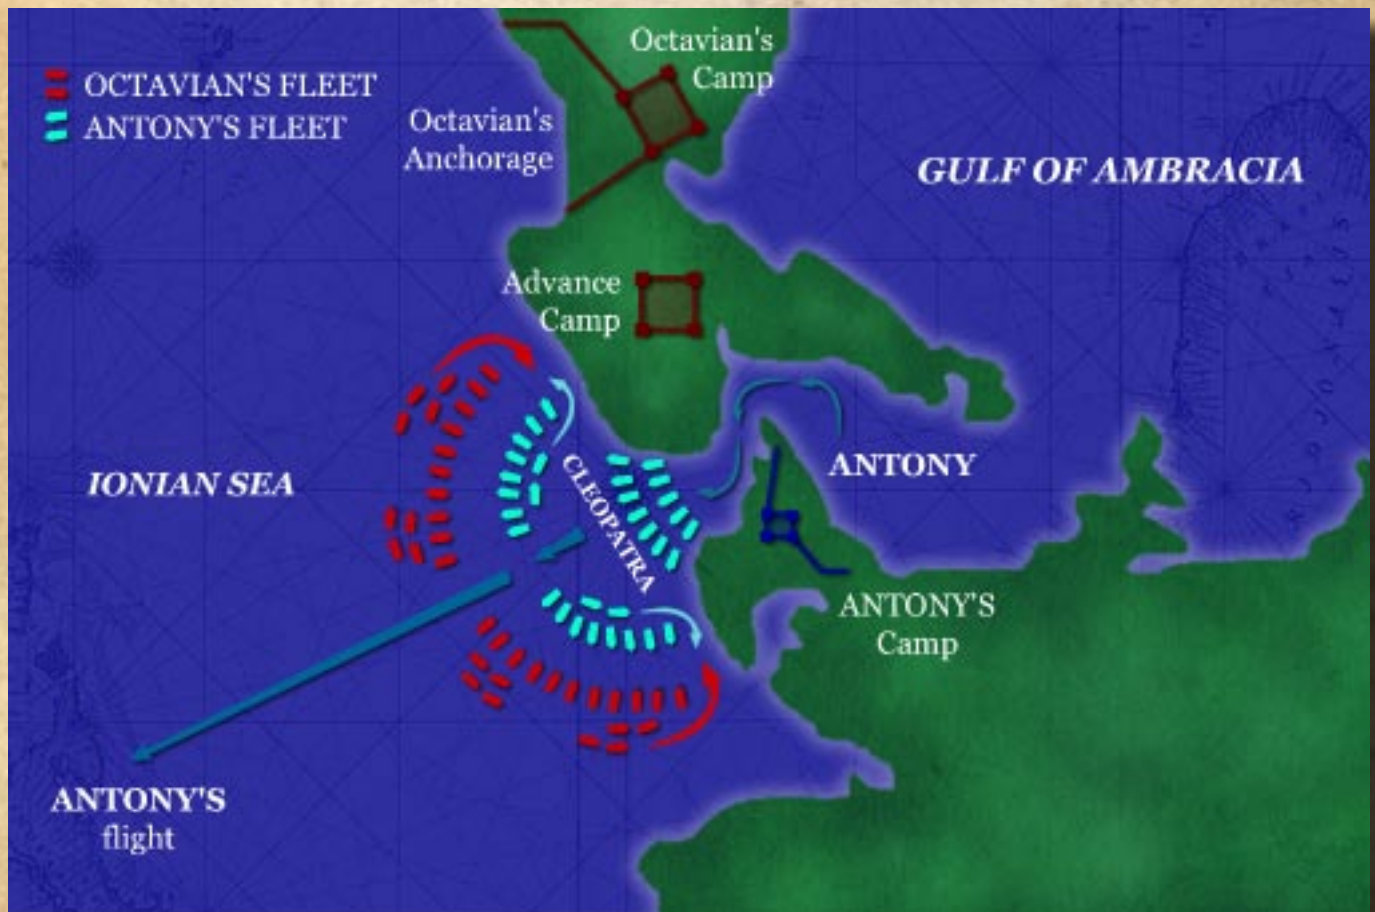 OCTAVIAN'S FLEET
ANTONY'S FLEET
Octavian's
Camp
Octavian's
Anchorage
GULF OF AMBRACIA
Advance
Camp
IONIAN SEA
CLEOPATRA
ANTONY
ANTONY'S
Camp
ANTONY'S
flight